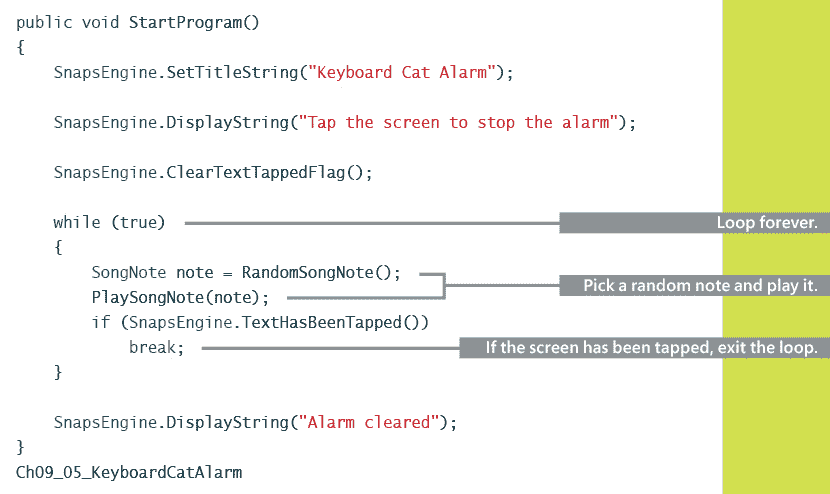 public void StartProgram()
{
SnapsEngine.SetTitleString("Keyboard Cat Alarm");
SnapsEngine.DisplayString("Tap the screen to stop the alarm");
SnapsEngine.ClearTextTappedFlag();
while (true)
Loop forever.
{
SongNote note = RandomSongNote();
PlaySongNote(note);
Pick a random note and play it.
if (SnapsEngine.TextHasBeenTapped())
break;
If the screen has been tapped, exit the loop.
}
SnapsEngine.DisplayString("Alarm cleared");
}
Ch09_05_KeyboardCatAlarm